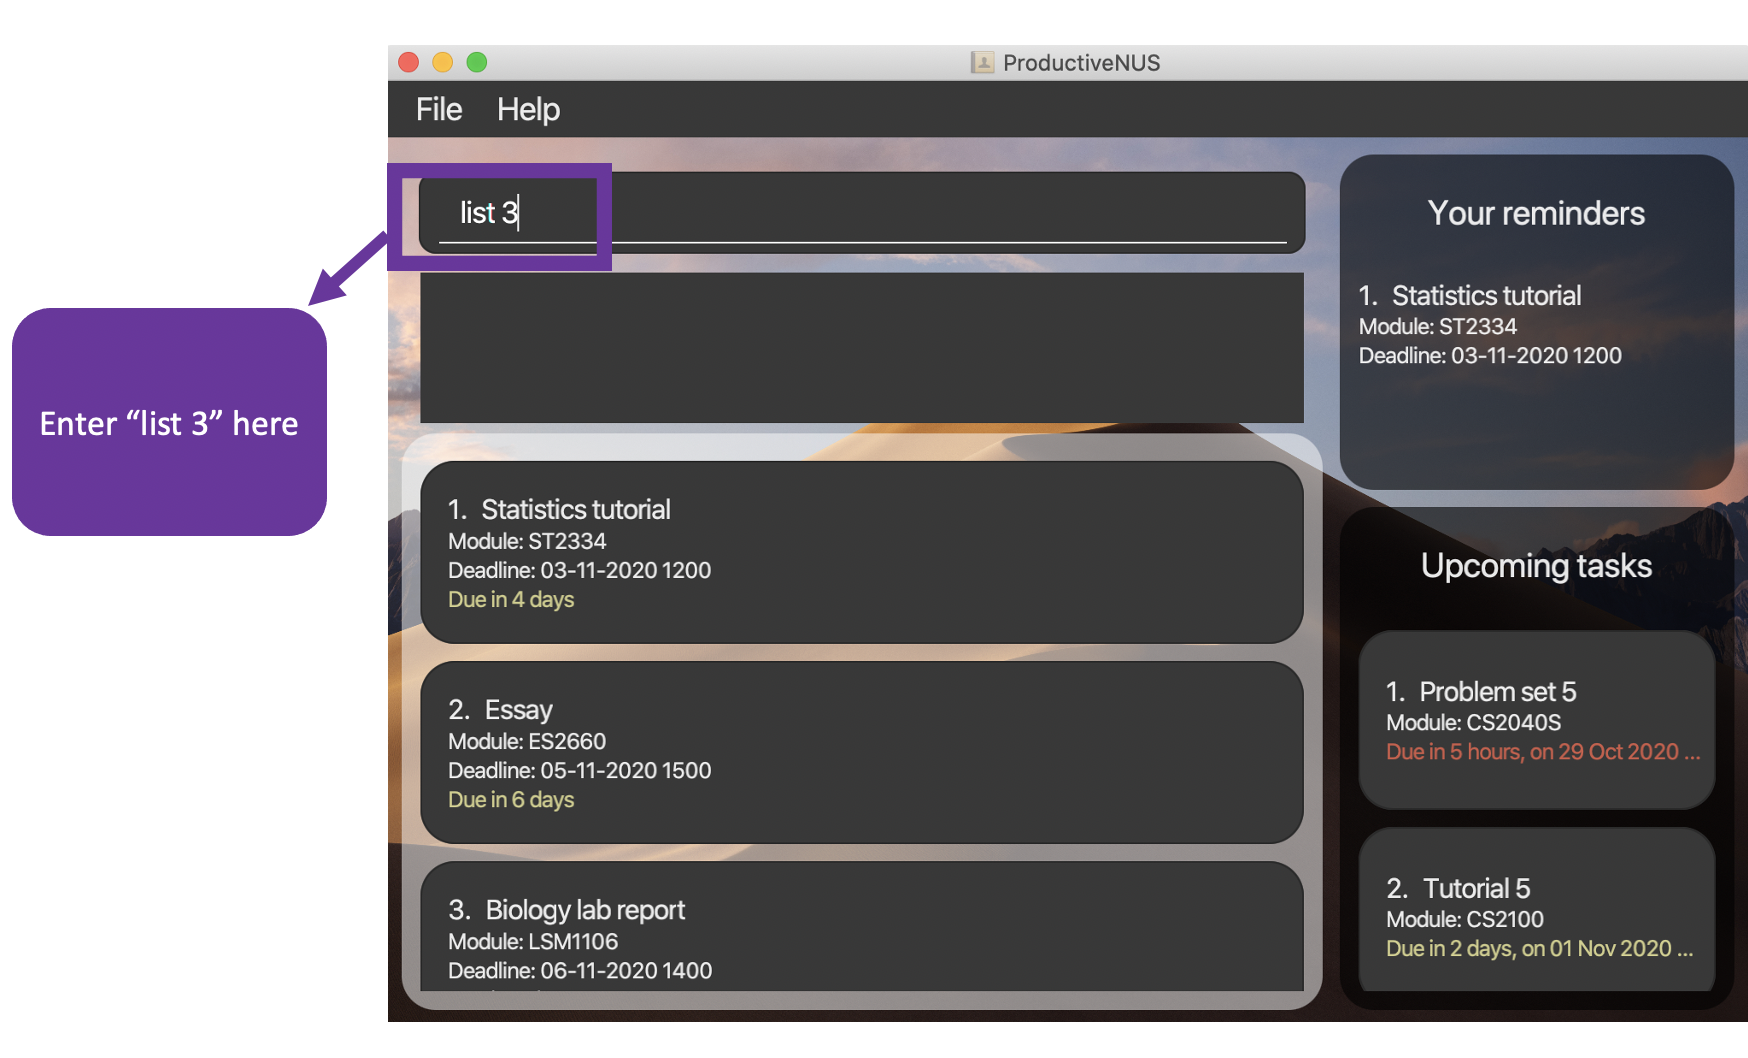 ProductiveNUS
File Help
list 3
Enter “list 3” here
1. Statistics tutorial
Module: ST2334
Deadline: 03-11-2020 1200
Due in 4 days
2. Essay
Module: ES2660
Deadline: 05-11-2020 1500
Due in 6 days
3. Biology lab report
Module: LSM1106
Deadline: 06-11-2020 1400
Your reminders
1. Statistics tutorial
Module: ST2334
Deadline: 03-11-2020 1200
Upcoming tasks
1. Problem set 5
Module: CS2040S
Due in 5 hours, on 29 Oct 2020 ...
2. Tutorial 5
Module: CS2100
Due in 2 days, on 01 Nov 2020 ...